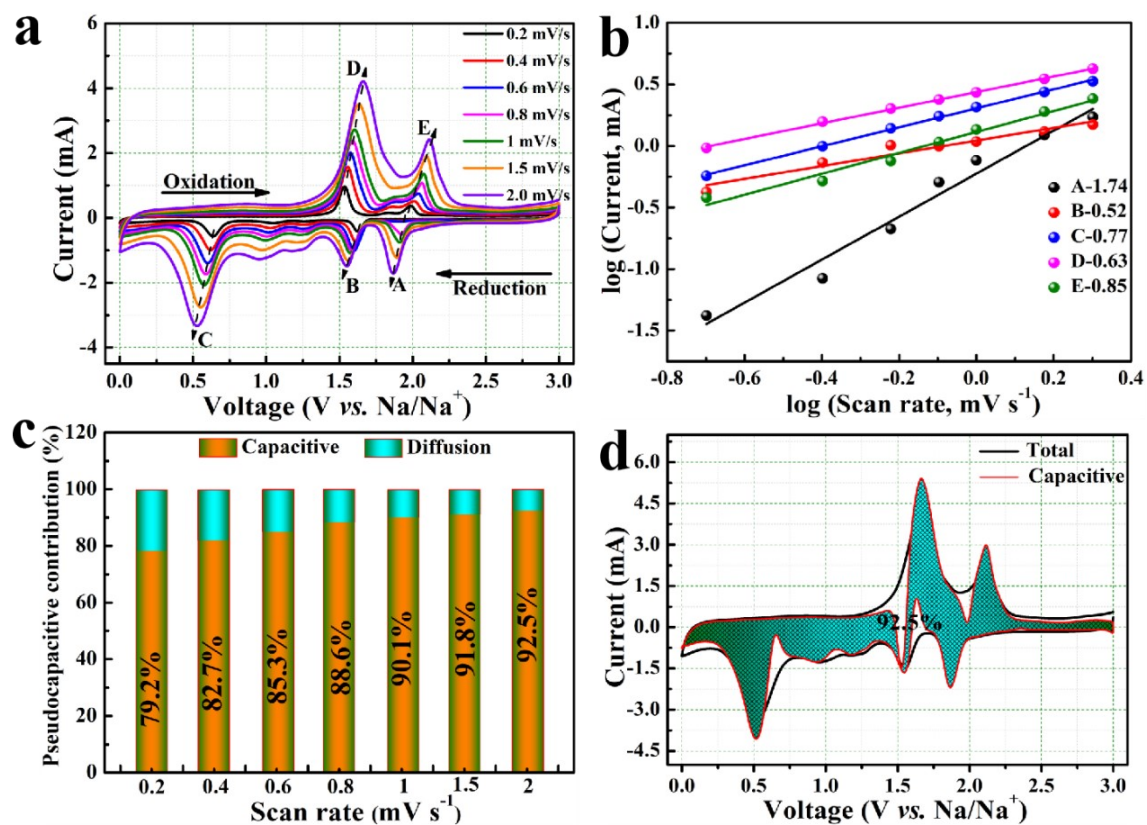 a
6
4
2
0
-2
-4
Current (mA)
0.2 mV/s
0.4 mV/s
0.6 mV/s
0.8 mV/s
1 mV/s
1.5 mV/s
2.0 mV/s
D
E
Oxidation
B
A
Reduction
C
0.0 0.5 1.0 1.5 2.0 2.5 3.0
Voltage (V vs. Na/Na⁺)
b
1.0
0.5
0.0
-0.5
-1.0
-1.5
log (Current, mA)
A-1.74
B-0.52
C-0.77
D-0.63
E-0.85
-0.8 -0.6 -0.4 -0.2 0.0 0.2 0.4
log (Scan rate, mV s⁻¹)
c
120
100
80
60
40
20
0
Pseudocapacitive contribution (%)
Capacitive Diffusion
79.2% 82.7% 85.3% 88.6% 90.1% 91.8% 92.5%
0.2 0.4 0.6 0.8 1 1.5 2
Scan rate (mV s⁻¹)
d
6.0
4.5
3.0
1.5
0.0
-1.5
-3.0
-4.5
Current (mA)
Total
Capacitive
92.5%
0.0 0.5 1.0 1.5 2.0 2.5 3.0
Voltage (V vs. Na/Na⁺)